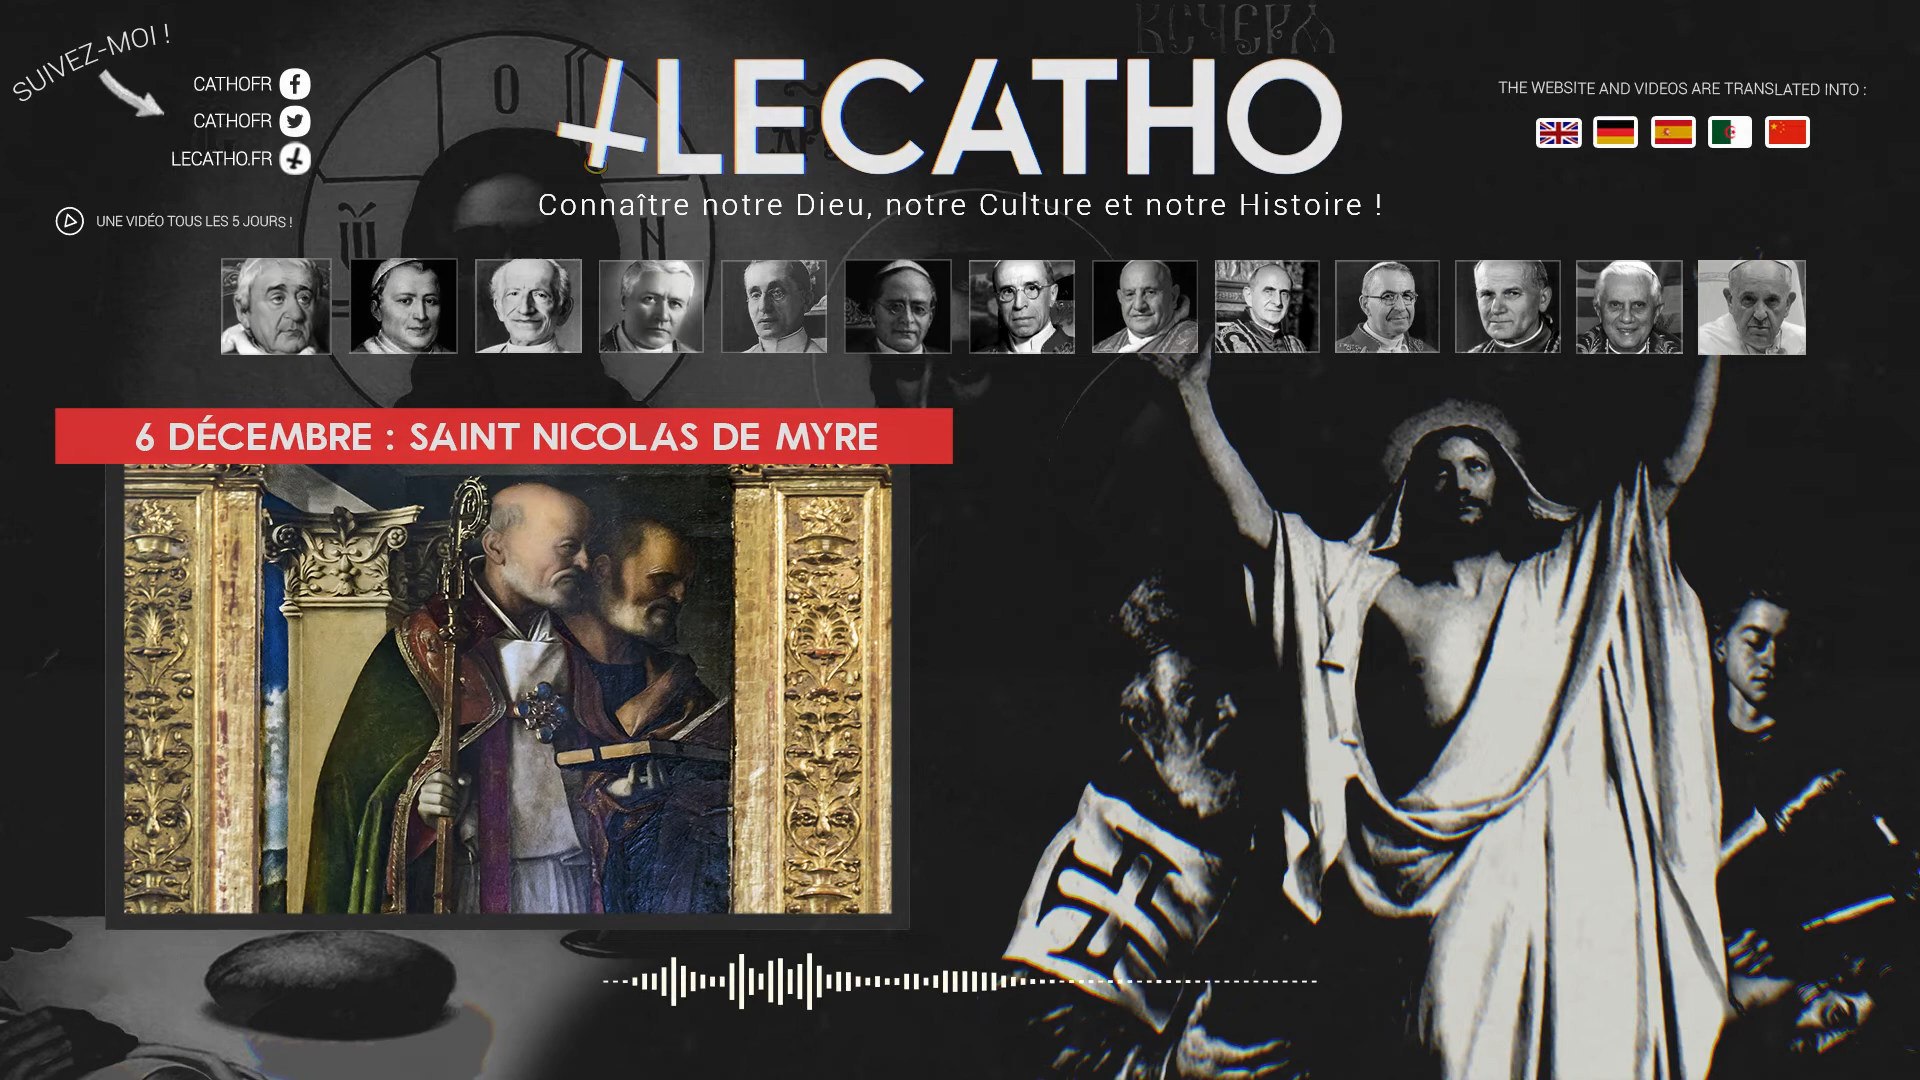 SUIVEZ-MOI !
CATHOFR
CATHOFR
LECATHO.FR
UNE VIDÉO TOUS LES 5 JOURS !
LECATHO
Connaître notre Dieu, notre Culture et notre Histoire !
THE WEBSITE AND VIDEOS ARE TRANSLATED INTO :
6 DÉCEMBRE : SAINT NICOLAS DE MYRE